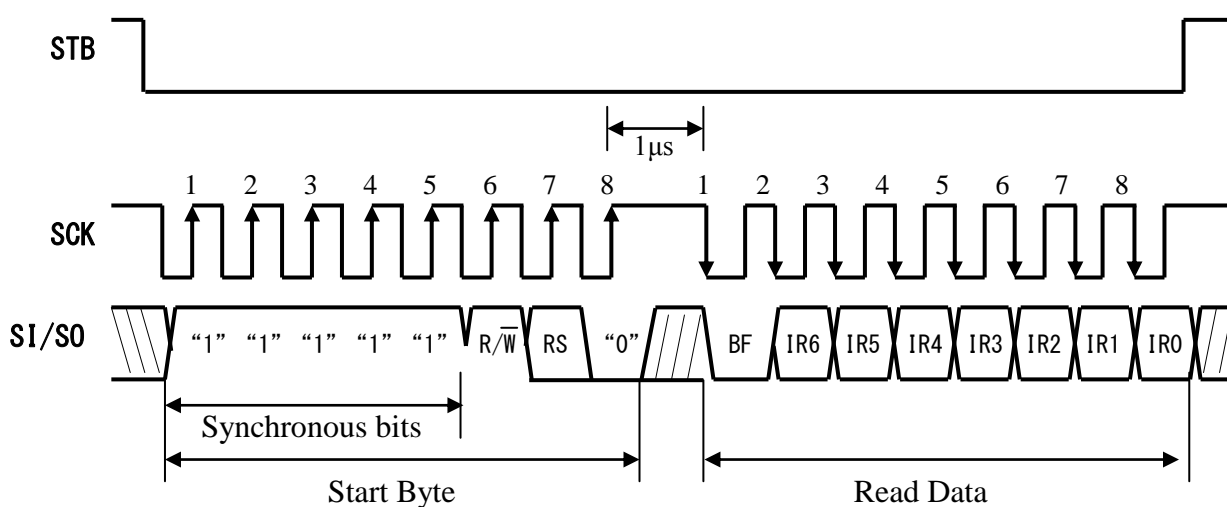 STB
1μs
1 2 3 4 5 6 7 8 1 2 3 4 5 6 7 8
SCK
SI/SO "1" "1" "1" "1" "1" R/W̅ RS "0" BF IR6 IR5 IR4 IR3 IR2 IR1 IR0
Synchronous bits
Start Byte Read Data